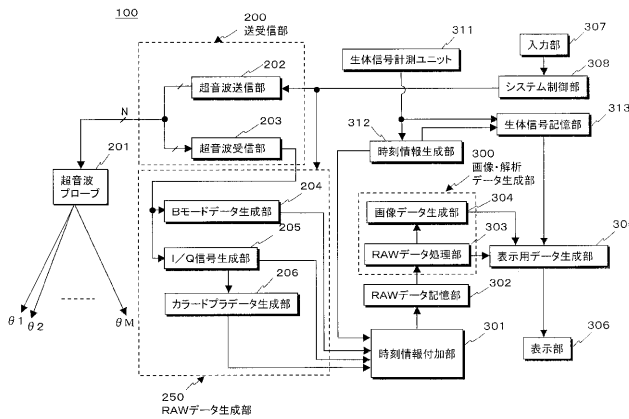 100
200
送受信部
202
超音波送信部
203
超音波受信部
N
201
超音波
プローブ
θ1
θ2
θM
204
Bモードデータ生成部
205
I/Q信号生成部
206
カラードプラデータ生成部
250
RAWデータ生成部
311
生体信号計測ユニット
307
入力部
308
システム制御部
312
時刻情報生成部
313
生体信号記憶部
300
画像・解析
データ生成部
304
画像データ生成部
303
RAWデータ処理部
302
RAWデータ記憶部
301
時刻情報付加部
表示用データ生成部
306
表示部